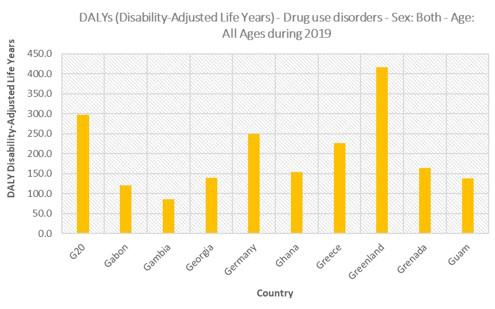 DALYs (Disability-Adjusted Life Years) - Drug use disorders - Sex: Both - Age:
All Ages during 2019
DALY Disability-Adjusted Life Years
450.0
400.0
350.0
300.0
250.0
200.0
150.0
100.0
50.0
0.0
G20
Gabon
Gambia
Georgia
Germany
Ghana
Greece
Greenland
Grenada
Guam
Country